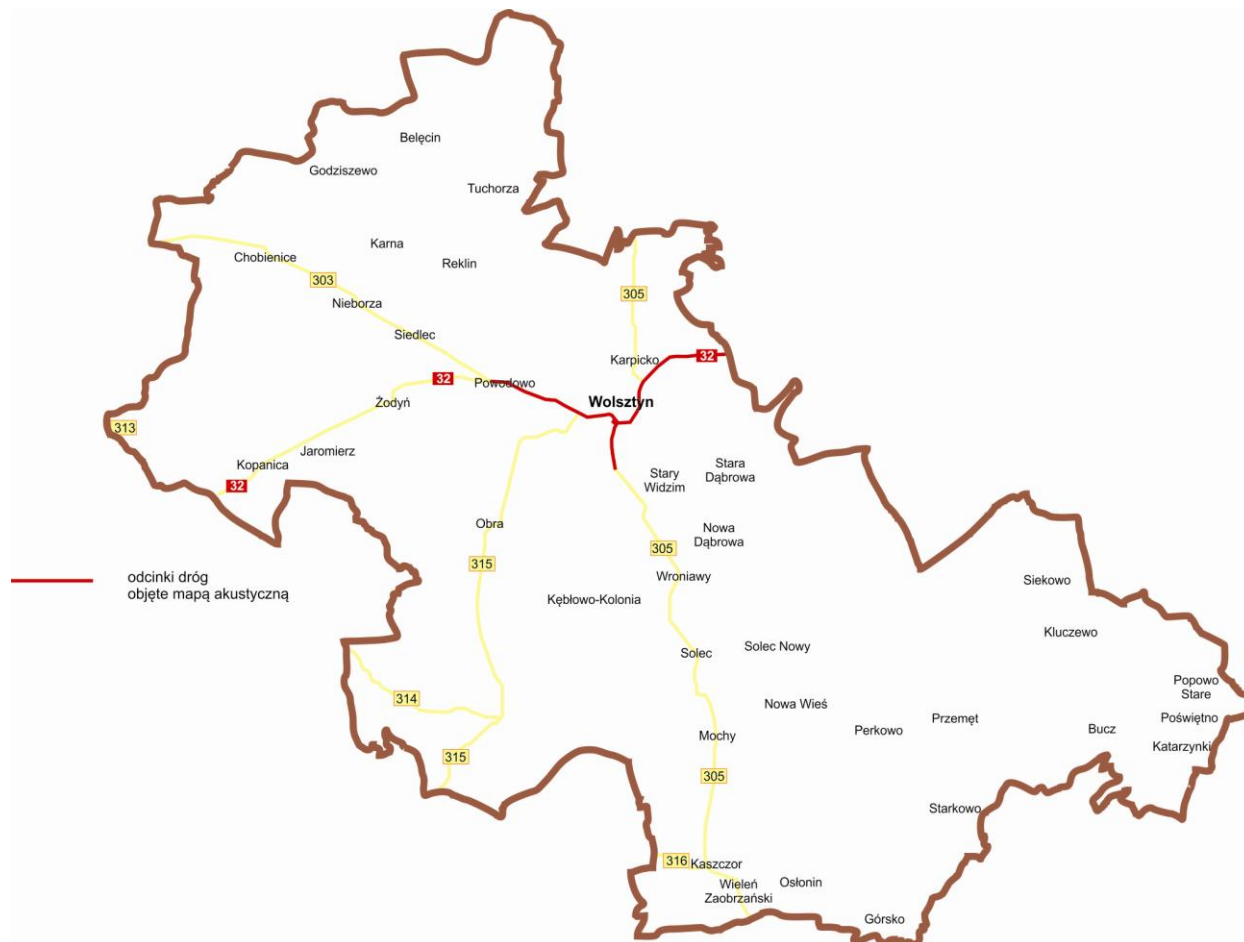 Belęcin
Godziszewo
Tuchorza
Karna
Chobienice
Reklin
303
305
Nieborza
Siedlec
Karpicko
32
32
Powodowo
Żodyń
Wolsztyn
313
Jaromierz
Kopanica
32
Stary
Widzim
Stara
Dąbrowa
Obra
Nowa
Dąbrowa
305
315
Wroniawy
odcinki dróg
objęte mapą akustyczną
Siekowo
Kębłowo-Kolonia
Kluczewo
Solec
Solec Nowy
Popowo
Stare
314
Nowa Wieś
Perkowo
Przemęt
Poświętno
Bucz
Mochy
Katarzynki
315
305
Starkowo
316
Kaszczor
Wieleń
Zaobrzański
Osłonin
Górsko